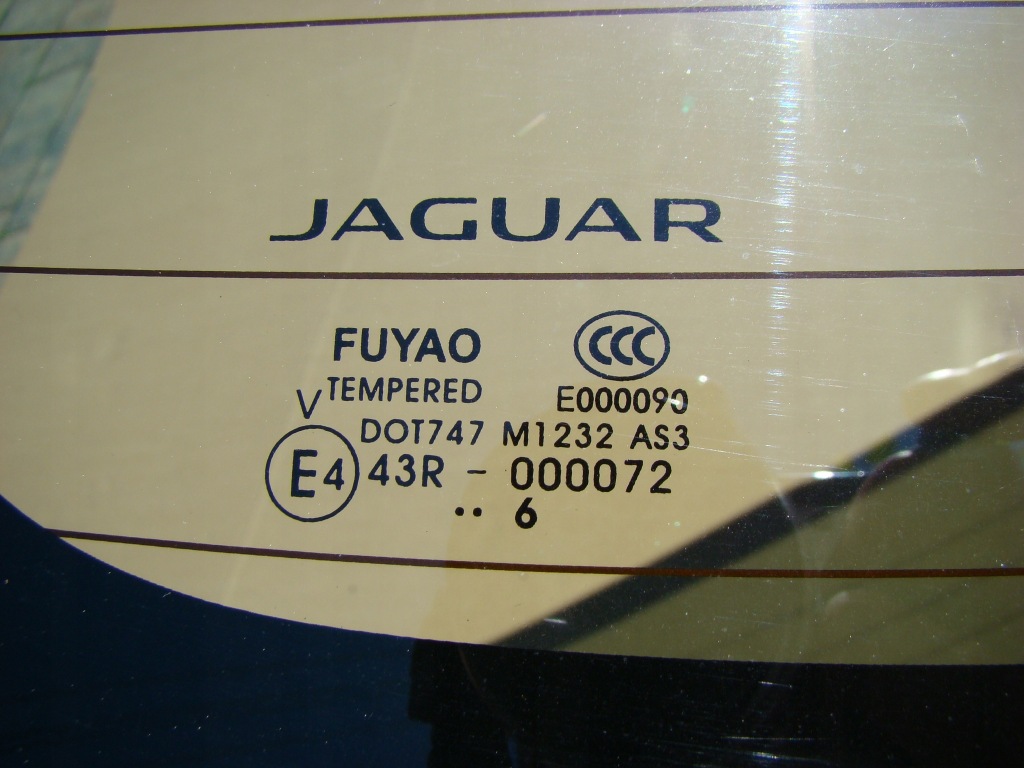 JAGUAR
FUYAO CCC
V TEMPERED E000090
DOT747 M1232 AS3
E4 43R - 000072
.. 6